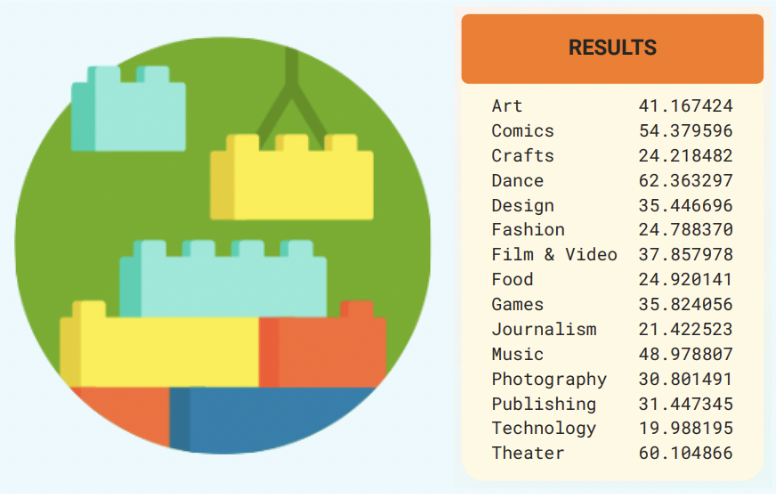 RESULTS
Art 41.167424
Comics 54.379596
Crafts 24.218482
Dance 62.363297
Design 35.446696
Fashion 24.788370
Film & Video 37.857978
Food 24.920141
Games 35.824056
Journalism 21.422523
Music 48.978807
Photography 30.801491
Publishing 31.447345
Technology 19.988195
Theater 60.104866